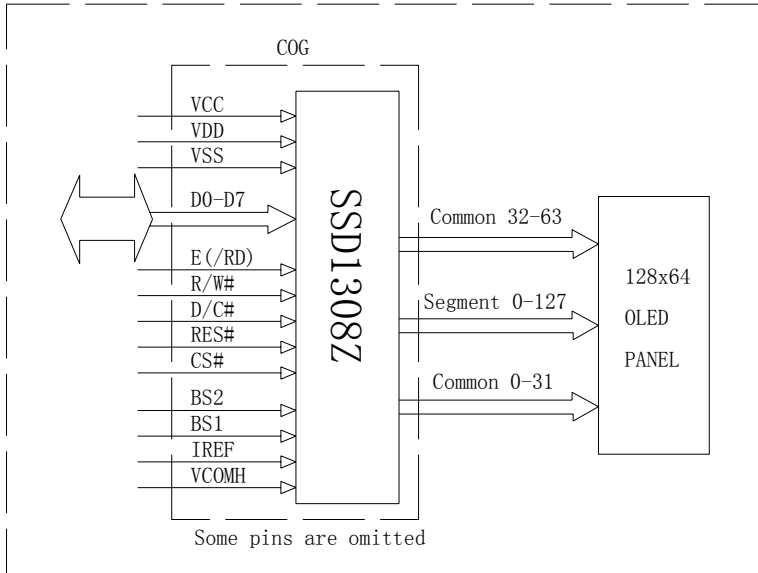 COG
VCC
VDD
VSS
D0-D7
E(/RD)
R/W#
D/C#
RES#
CS#
BS2
BS1
IREF
VCOMH
SSD1308Z
Common 32-63
Segment 0-127
Common 0-31
128x64
OLED
PANEL
Some pins are omitted